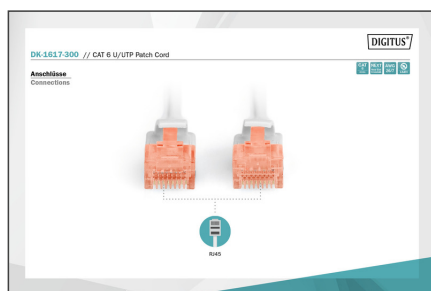 DIGITUS®
DK-1617-300 // CAT 6 U/UTP Patch Cord
Anschlüsse
Connections
RJ45